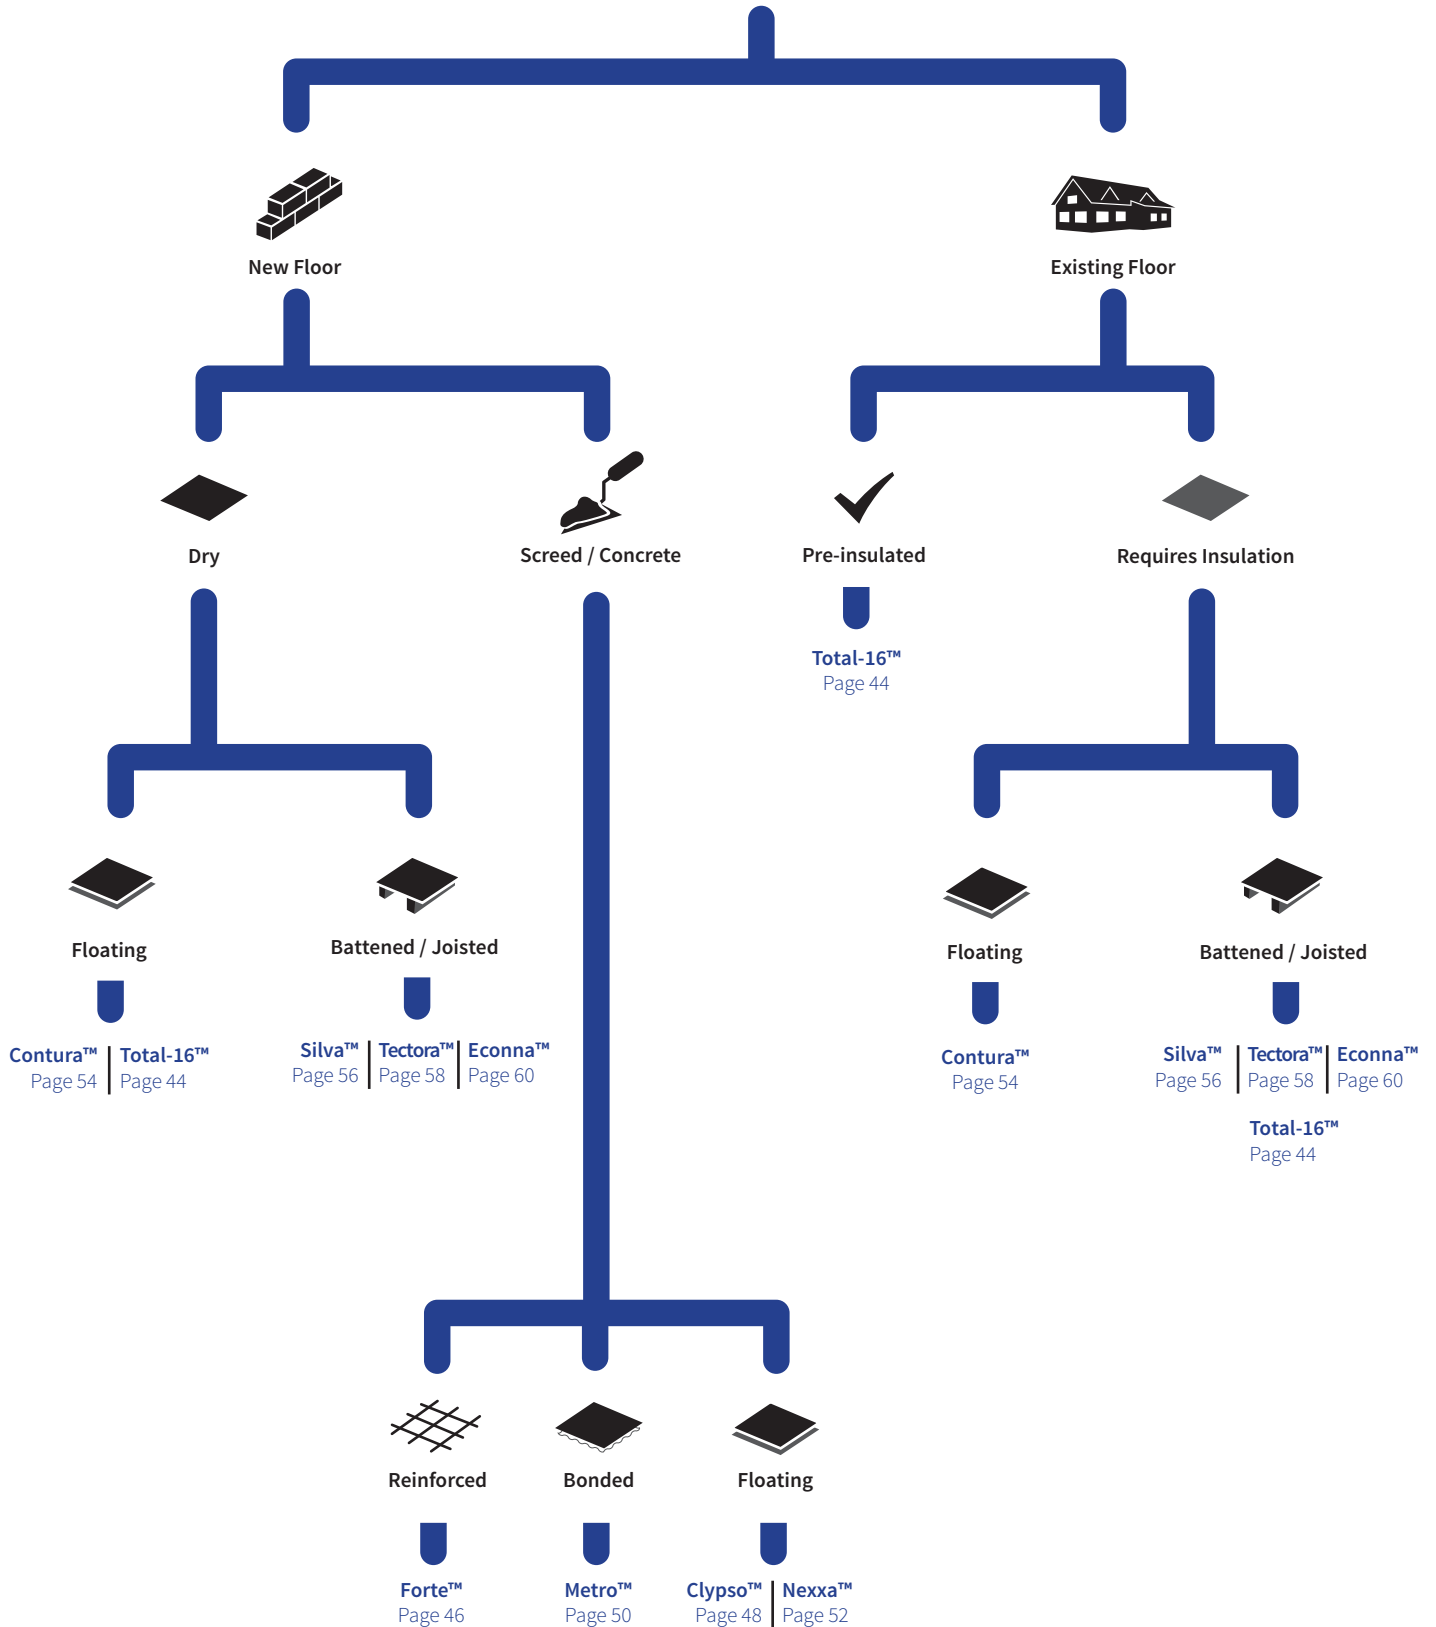 New Floor
Existing Floor
Dry
Screed / Concrete
Pre-insulated
Requires Insulation
Total-16™
Page 44
Floating
Battened / Joisted
Floating
Battened / Joisted
Contura™ Total-16™
Page 54 Page 44
Silva™ Tectora™ Econna™
Page 56 Page 58 Page 60
Contura™
Page 54
Silva™ Tectora™ Econna™
Page 56 Page 58 Page 60
Total-16™
Page 44
Reinforced
Bonded
Floating
Forte™
Page 46
Metro™
Page 50
Clypso™ Nexxa™
Page 48 Page 52